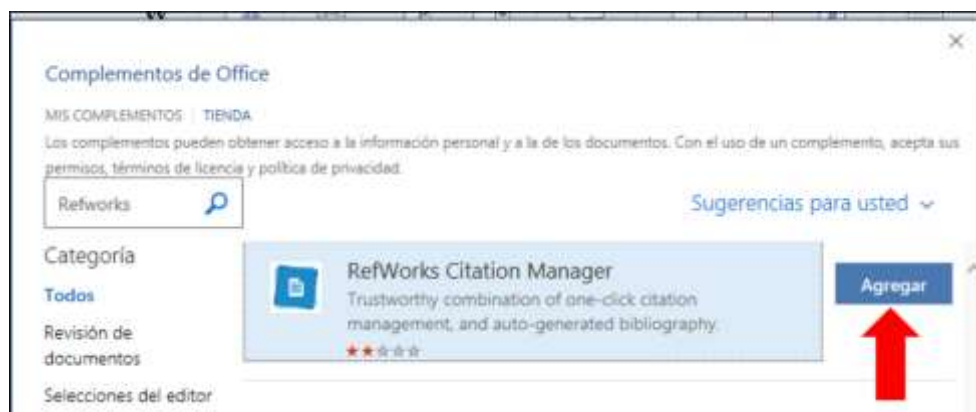 Complementos de Office
MIS COMPLEMENTOS | TIENDA
Los complementos pueden obtener acceso a la información personal y a la de los documentos. Con el uso de un complemento, acepta sus
permisos, términos de licencia y política de privacidad.
Refworks
Sugerencias para usted
Categoría
Todos
Revisión de
documentos
Selecciones del editor
RefWorks Citation Manager
Trustworthy combination of one-click citation
management, and auto-generated bibliography.
Agregar